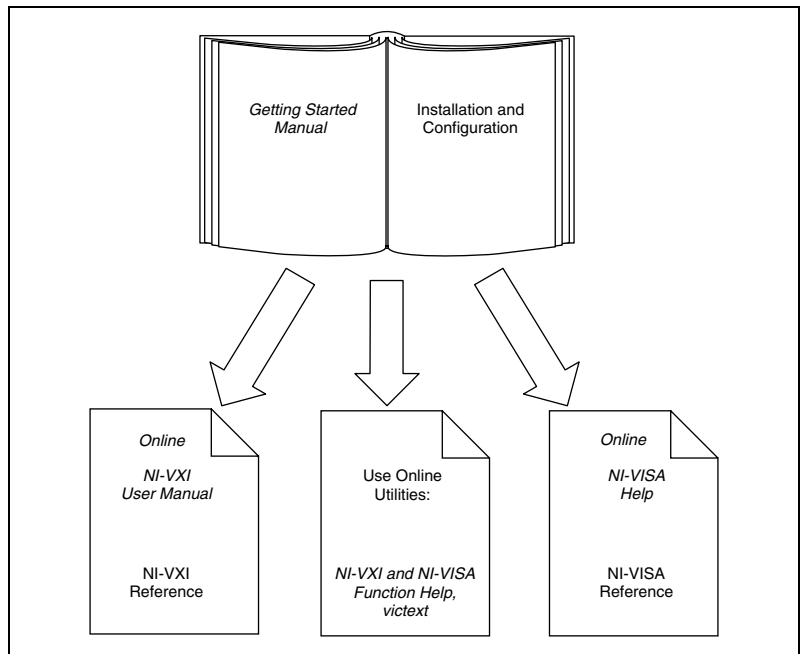 Getting Started
Manual
Installation and
Configuration
Online
NI-VXI
User Manual
NI-VXI
Reference
Use Online
Utilities:
NI-VXI and NI-VISA
Function Help,
victext
Online
NI-VISA
Help
NI-VISA
Reference